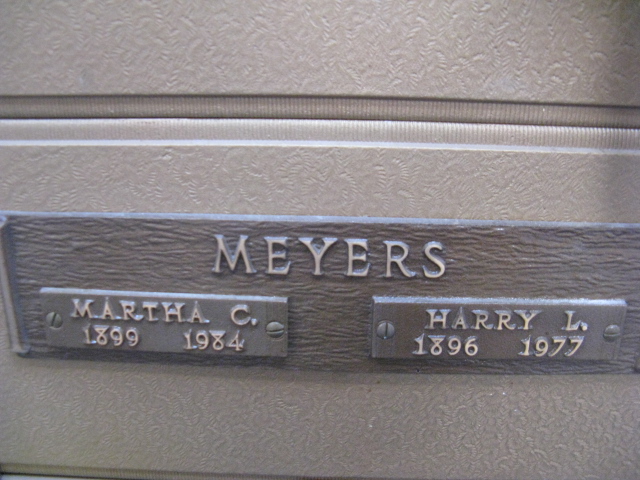 MEYERS
MARTHA C.
1899 1984
HARRY L.
1896 1977